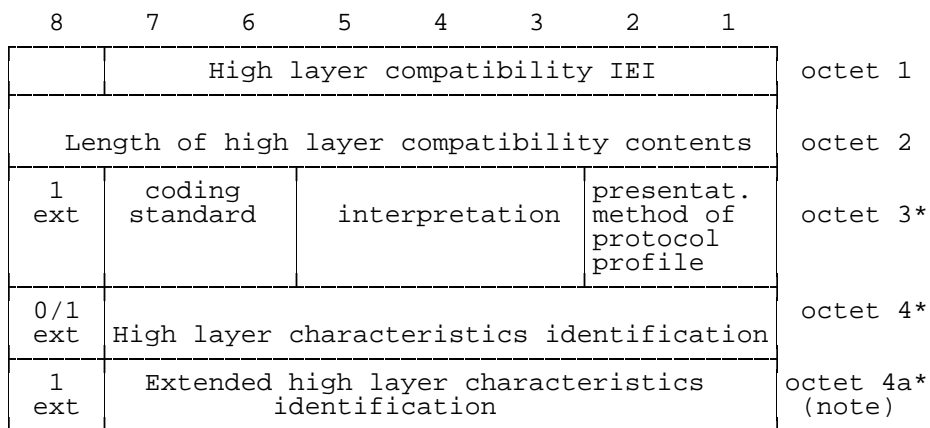 8 7 6 5 4 3 2 1
High layer compatibility IEI octet 1
Length of high layer compatibility contents octet 2
1 coding presentat.
ext standard interpretation method of octet 3*
protocol
profile
0/1 octet 4*
ext High layer characteristics identification
1 Extended high layer characteristics octet 4a*
ext identification (note)